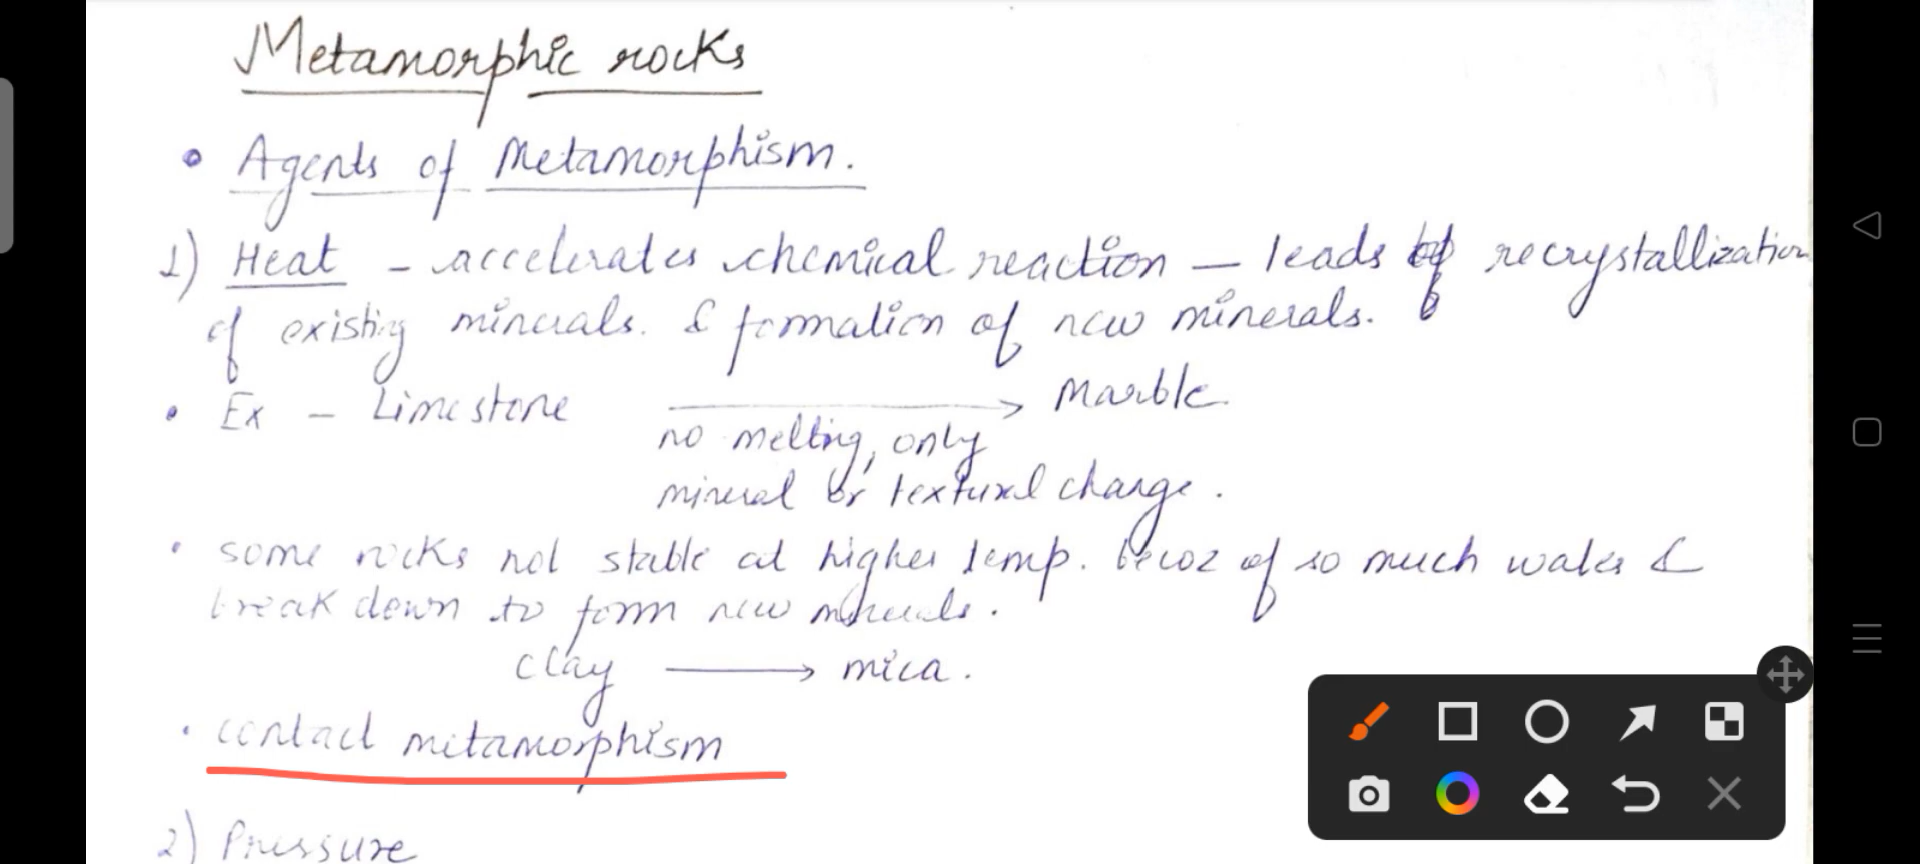 Metamorphic rocks
• Agents of Metamorphism.
1) Heat - accelerates chemical reaction - leads recrystallization
of existing minerals. & formation of new minerals.
• Ex - Limestone → Marble.
no melting, only
mineral or textural change.
• some rocks not stable at higher temp. becoz of so much water &
break down to form new minerals.
clay → mica.
• contact metamorphism
2) Pressure